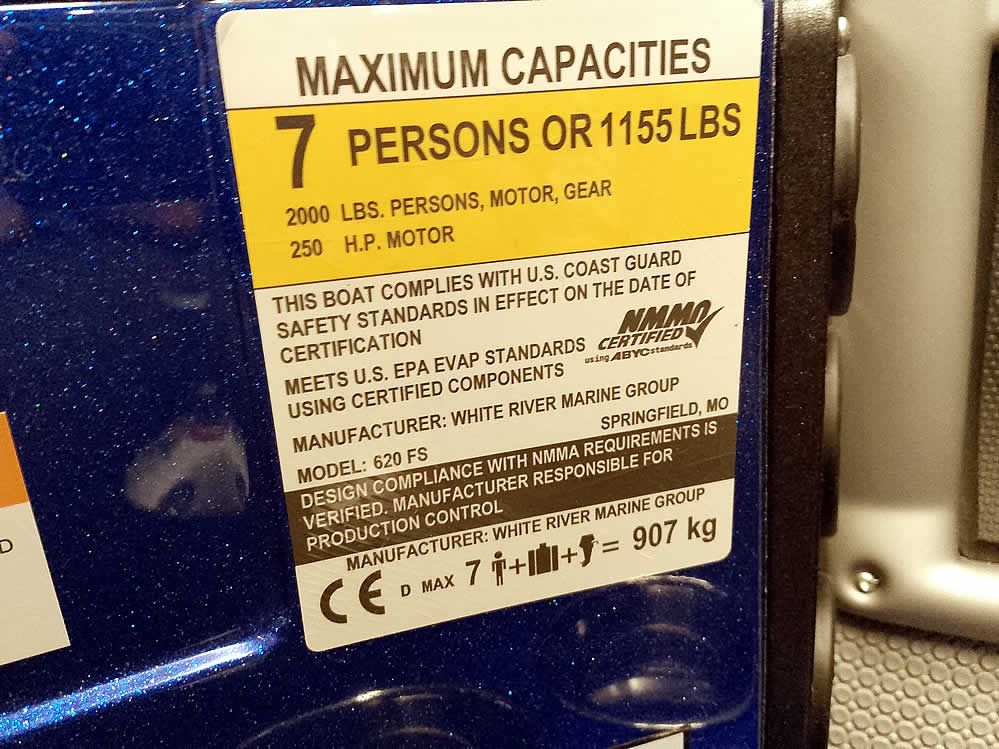 MAXIMUM CAPACITIES
7 PERSONS OR 1155 LBS
2000 LBS. PERSONS, MOTOR, GEAR
250 H.P. MOTOR
THIS BOAT COMPLIES WITH U.S. COAST GUARD
SAFETY STANDARDS IN EFFECT ON THE DATE OF
CERTIFICATION
NMMA
CERTIFIED
using ABYC standards
MEETS U.S. EPA EVAP STANDARDS
USING CERTIFIED COMPONENTS
MANUFACTURER: WHITE RIVER MARINE GROUP
SPRINGFIELD, MO
MODEL: 620 FS
DESIGN COMPLIANCE WITH NMMA REQUIREMENTS IS
VERIFIED. MANUFACTURER RESPONSIBLE FOR
PRODUCTION CONTROL
MANUFACTURER: WHITE RIVER MARINE GROUP
CE D MAX 7 + + = 907 kg
D